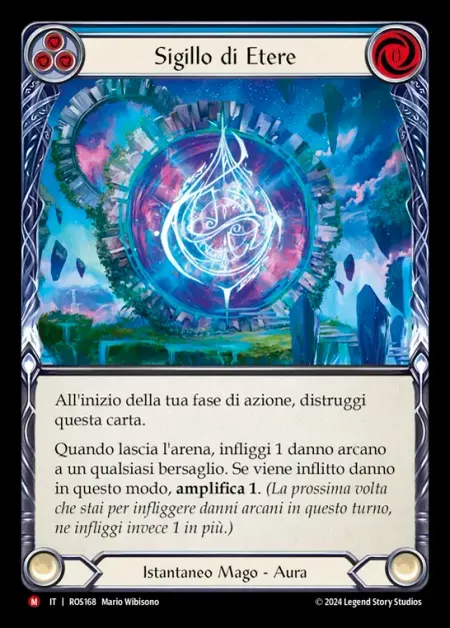 Sigillo di Etere
0
All'inizio della tua fase di azione, distruggi
questa carta.
Quando lascia l'arena, infliggi 1 danno arcano
a un qualsiasi bersaglio. Se viene inflitto danno
in questo modo, amplifica 1. (La prossima volta
che stai per infliggere danni arcani in questo turno,
ne infliggi invece 1 in più.)
Istantaneo Mago - Aura
M IT | ROS168 Mario Wibisono
© 2024 Legend Story Studios